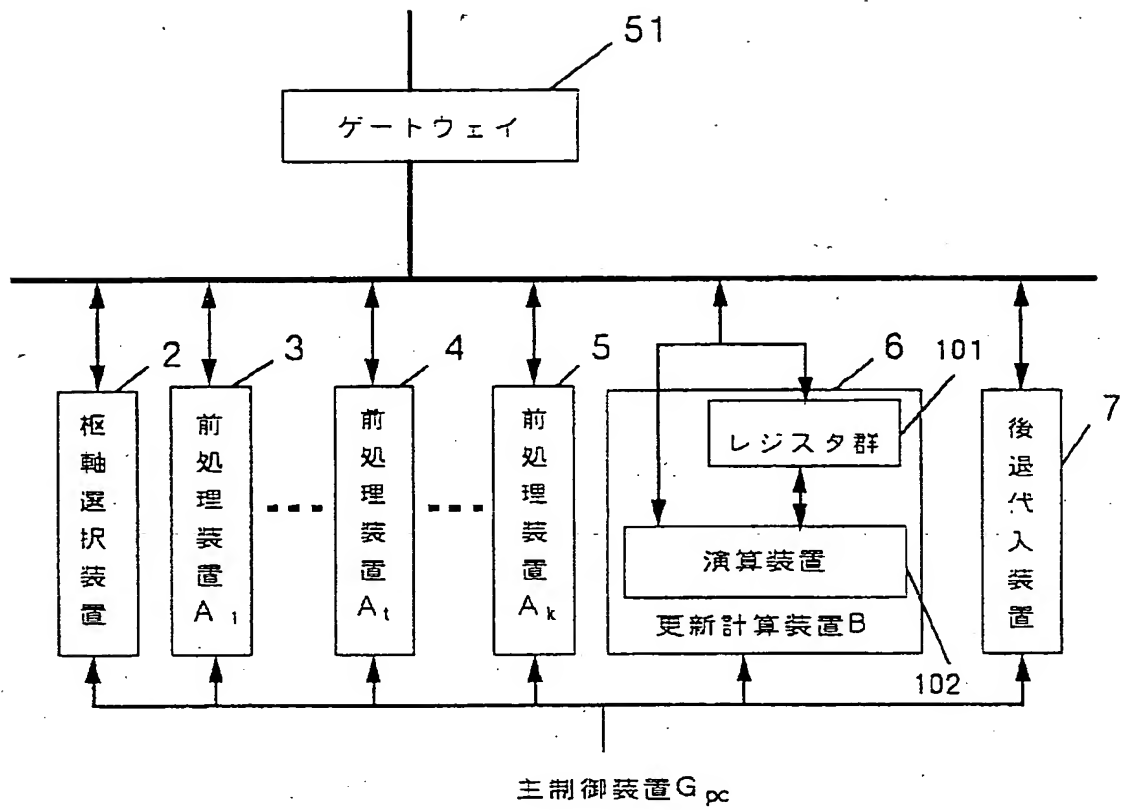 51
ゲートウェイ
2
3
4
5
6
101
7
枢軸選択装置
前処理装置A₁
前処理装置Aₜ
前処理装置Aₖ
レジスタ群
演算装置
更新計算装置B
後退代入装置
102
主制御装置G pc